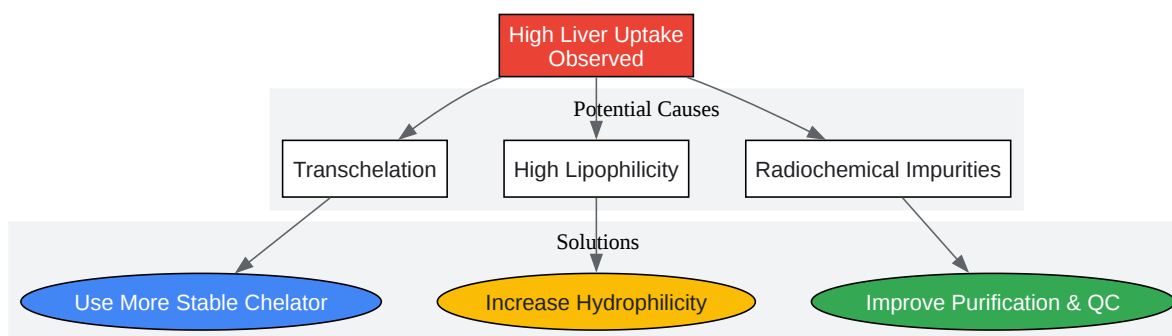 High Liver Uptake
Observed
Potential Causes
Transchelation
High Lipophilicity
Radiochemical Impurities
Solutions
Use More Stable Chelator
Increase Hydrophilicity
Improve Purification & QC